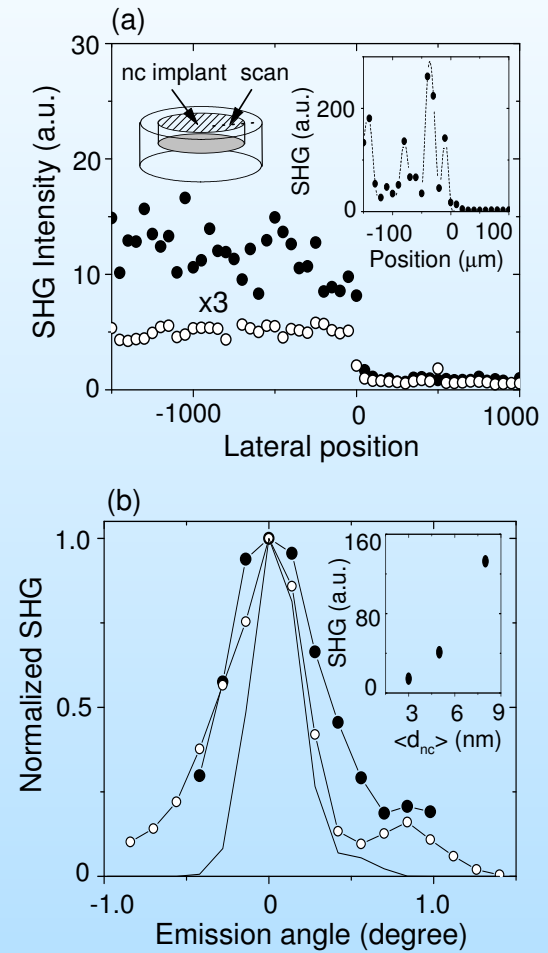 (a)
30
20
10
0
SHG Intensity (a.u.)
nc implant
scan
x3
-1000
0
1000
Lateral position
200
0
SHG
-100
0
100
Position (μm)
(b)
1.0
0.5
0
Normalized SHG
-1.0
0
1.0
Emission angle (degree)
160
80
0
SHG (a.u.)
3
6
9
<d_nc> (nm)